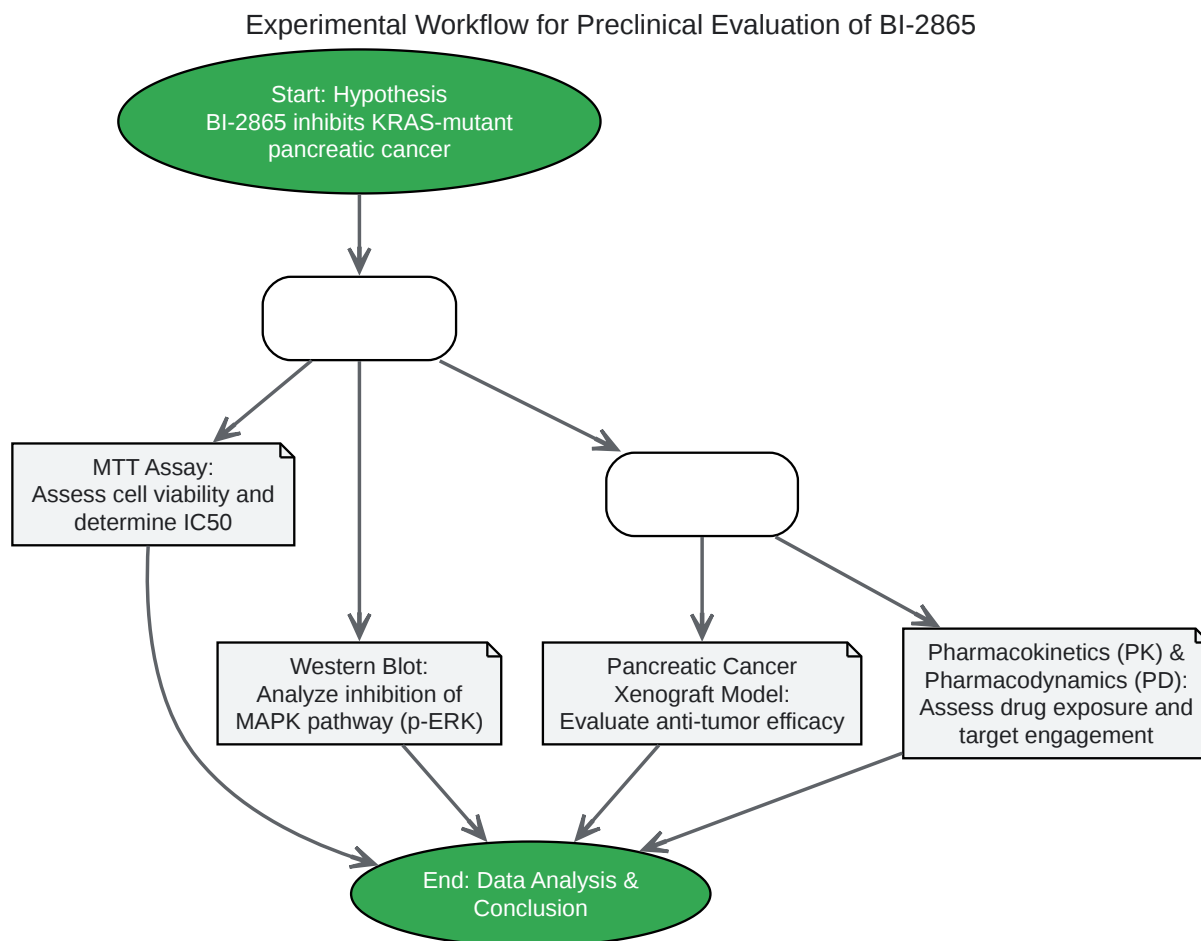 Experimental Workflow for Preclinical Evaluation of BI-2865
Start: Hypothesis
BI-2865 inhibits KRAS-mutant
pancreatic cancer
MTT Assay:
Assess cell viability and
determine IC50
Western Blot:
Analyze inhibition of
MAPK pathway (p-ERK)
Pancreatic Cancer
Xenograft Model:
Evaluate anti-tumor efficacy
Pharmacokinetics (PK) &
Pharmacodynamics (PD):
Assess drug exposure and
target engagement
End: Data Analysis &
Conclusion